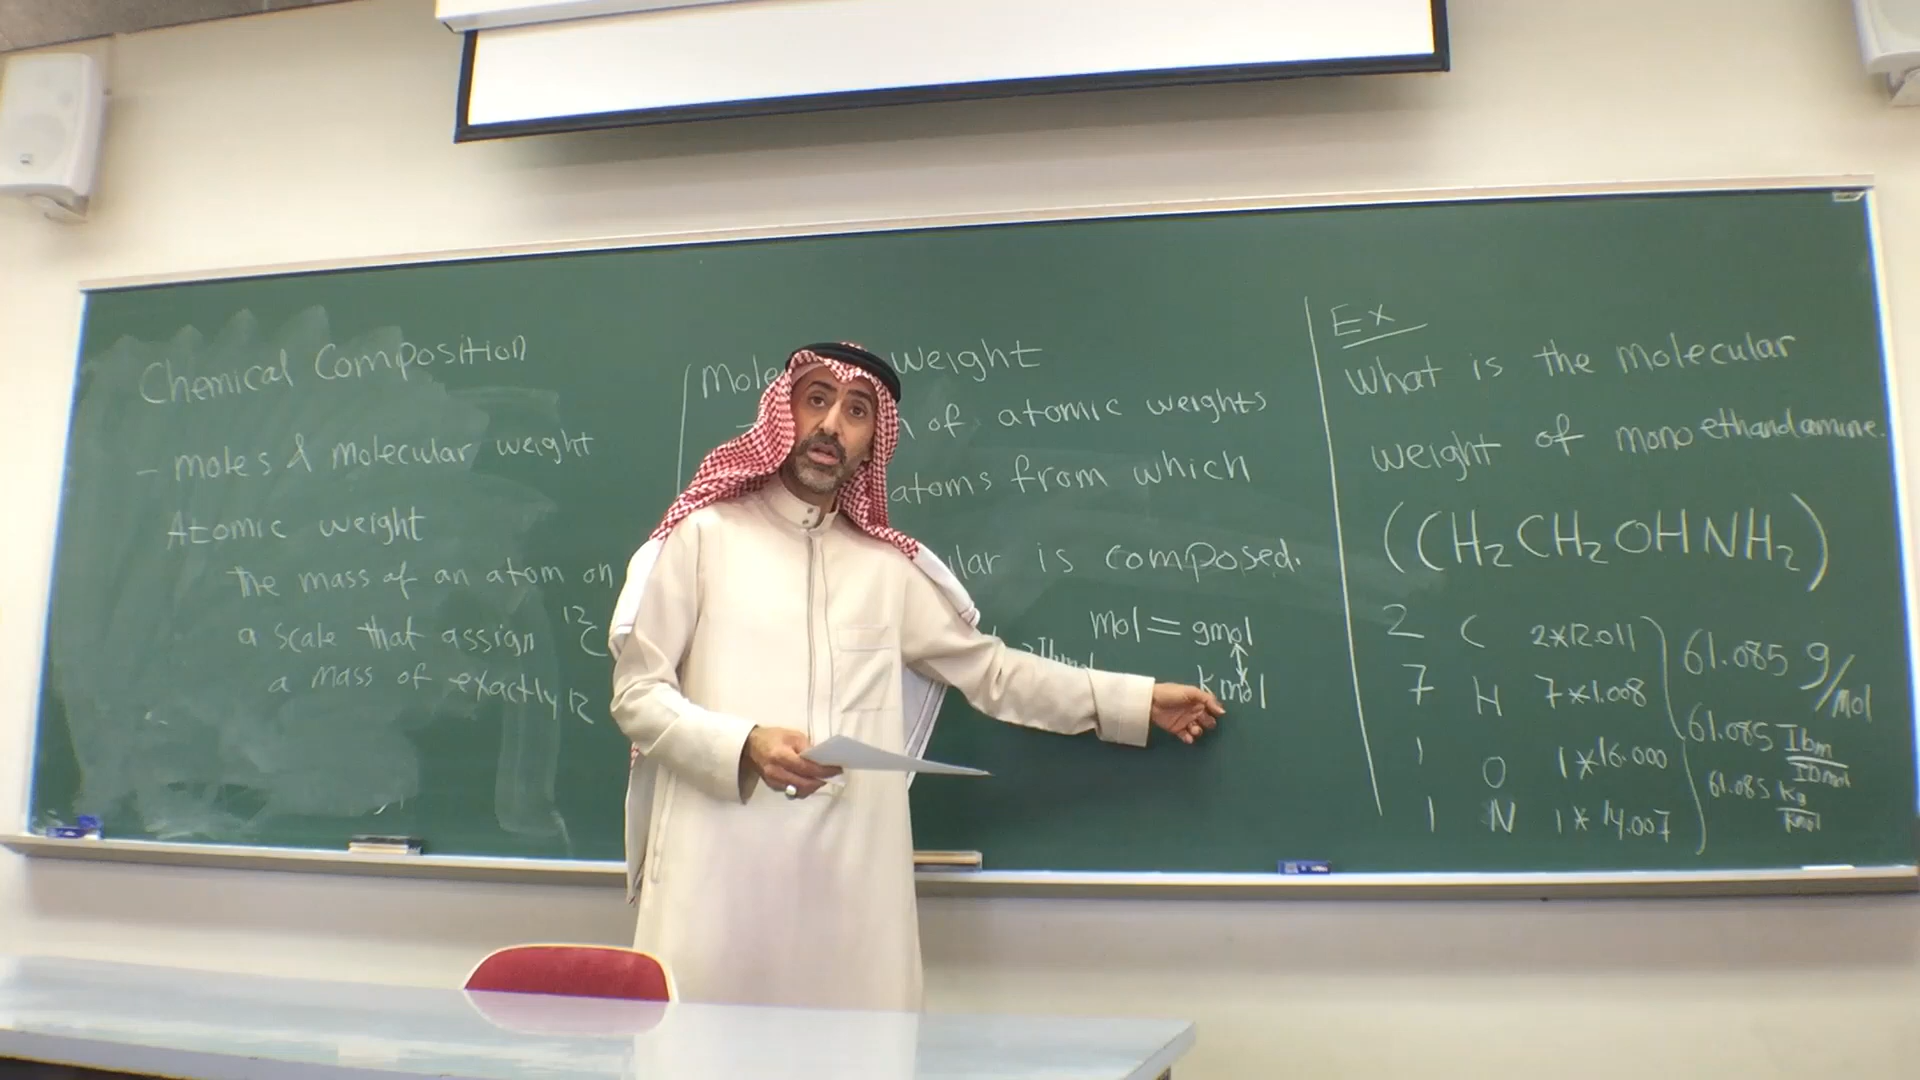 Chemical Composition
- moles & molecular weight
Atomic weight
The mass of an atom on
a scale that assign 12C
a mass of exactly 12
Mole Weight
of atomic weights
atoms from which
lar is composed.
mol = gmol
kmol
Ex
What is the molecular
weight of monoethanolamine.
((CH2CH2OHNH2)
2 C 2*12.011
7 H 7*1.008
1 O 1*16.000
1 N 1*14.007
61.085 g/mol
61.085 Ibm/Ibmol
61.085 kg/kmol